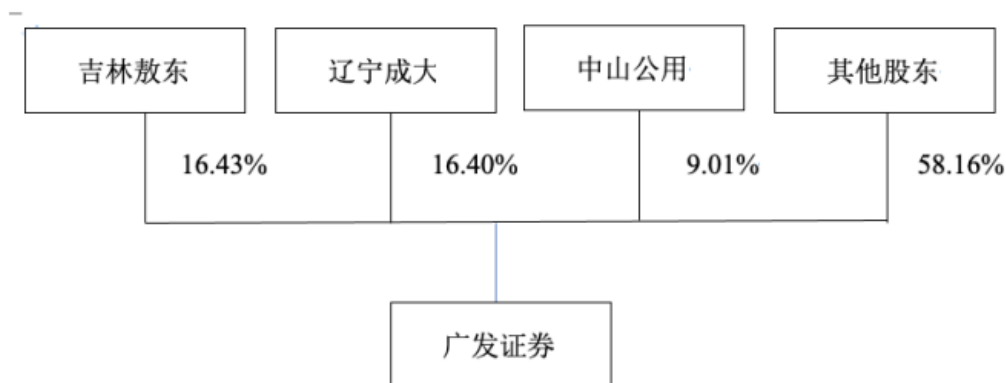 吉林敖东
辽宁成大
中山公用
其他股东
16.43%
16.40%
9.01%
58.16%
广发证券